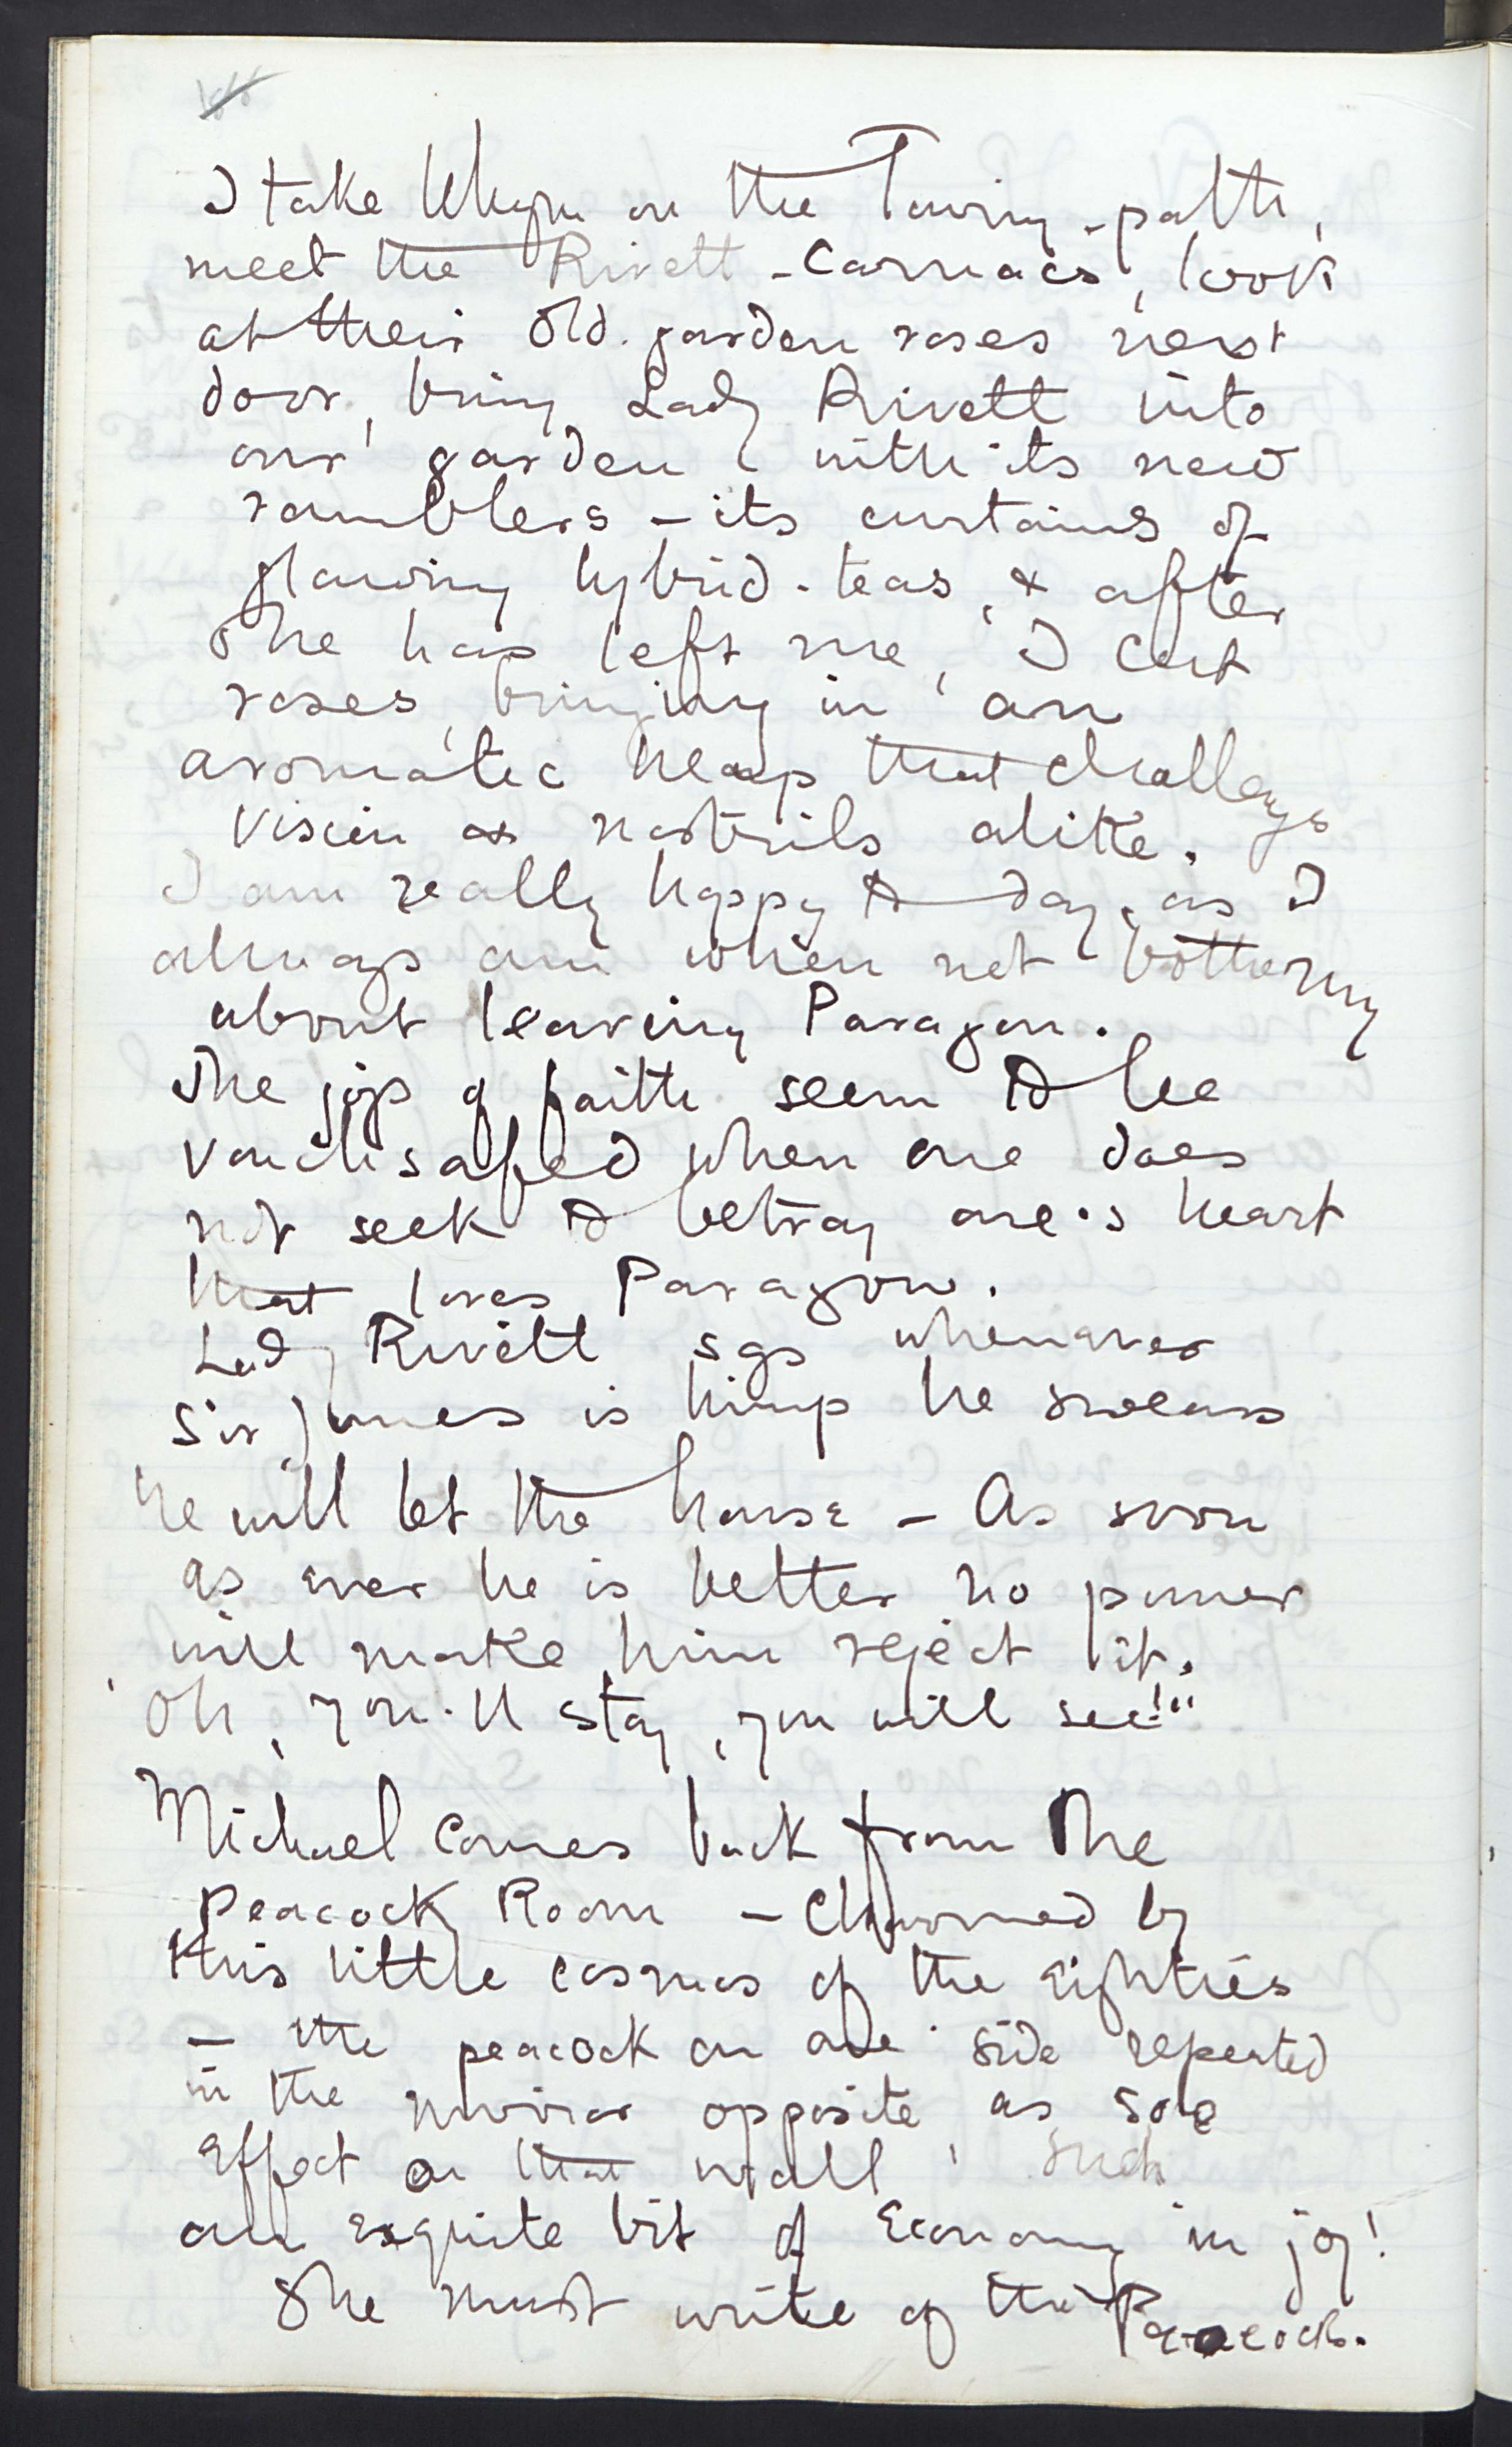 I take Whym on the Towing-path,
meet the Rivett-Carnacs, look
at their old garden roses next
door, bring Lady Rivett into
our garden with its new
ramblers – its curtains of
glowing hybrid-teas, & after
she has left me, I cut
roses, bringing in an
aromatic heap that challenges
vision & nostrils alike.
I am really happy to day, as I
always am when not bothering
about leaving Paragon.
The joys of faith seem to be
vouchsafed when one does
not seek to betray one's heart
that loves Paragon.
Lady Rivett says whenever
Sir James is he swears
he will let the house – As soon
as ever he is better no power
will make him reject it.
"Oh, you'll stay, you will see!"
Michael comes back from The
Peacock Room – Charmed by
this little cosmos of the eighties
– the peacock on one side repeated
in the mirror opposite as sole
effect on that wall! Such
an exquisite bit of Economy in joy!
She must write of the Peacock.